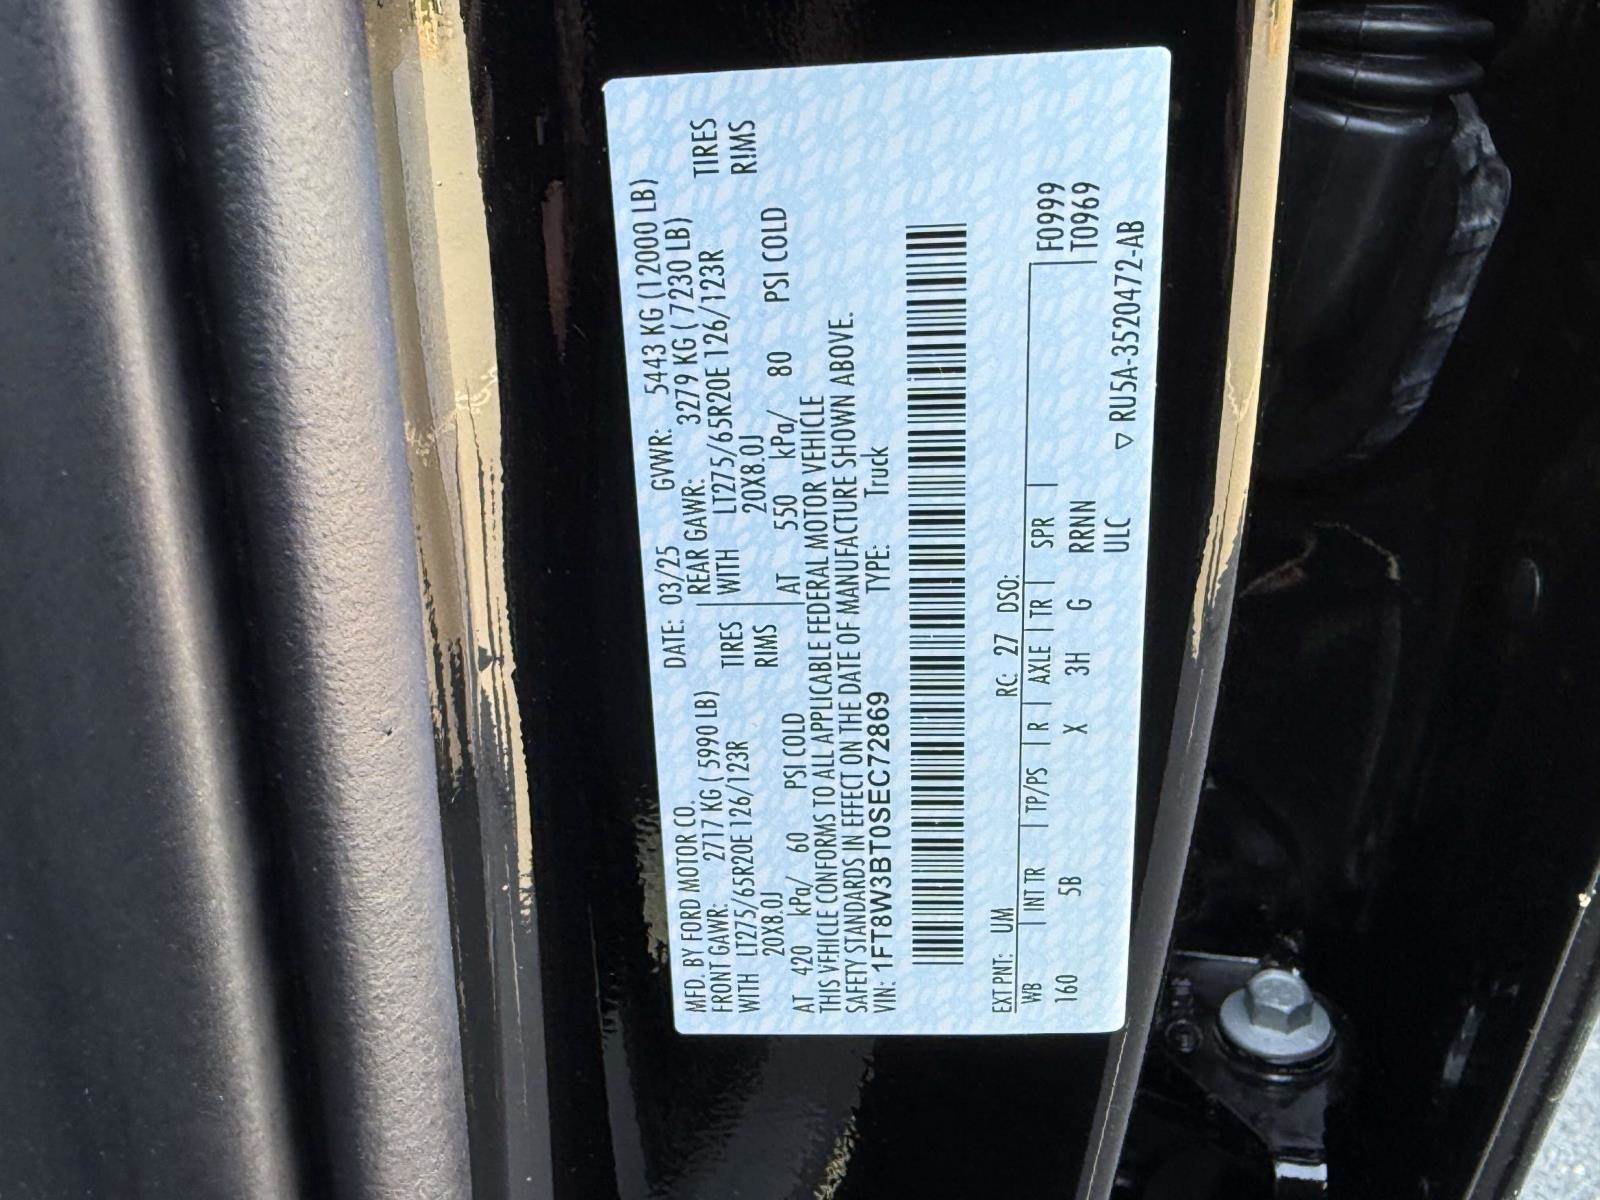 MFD. BY FORD MOTOR CO. DATE: 03/25 GVWR: 5443 KG (12000 LB)
FRONT GAWR: 2717 KG ( 5990 LB) REAR GAWR: 3279 KG ( 7230 LB)
WITH LT275/65R20E 126/123R TIRES WITH LT275/65R20E 126/123R TIRES
20X8.0J RIMS 20X8.0J RIMS
AT 420 kPa/ 60 PSI COLD AT 550 kPa/ 80 PSI COLD
THIS VEHICLE CONFORMS TO ALL APPLICABLE FEDERAL MOTOR VEHICLE
SAFETY STANDARDS IN EFFECT ON THE DATE OF MANUFACTURE SHOWN ABOVE.
VIN: 1FT8W3BT0SEC72869 TYPE: Truck
EXT PNT: UM RC: 27 DSO:
WB INT TR TP/PS R AXLE TR SPR F0999
160 5B X 3H G RRNN T0969
ULC ▽ RU5A-3520472-AB